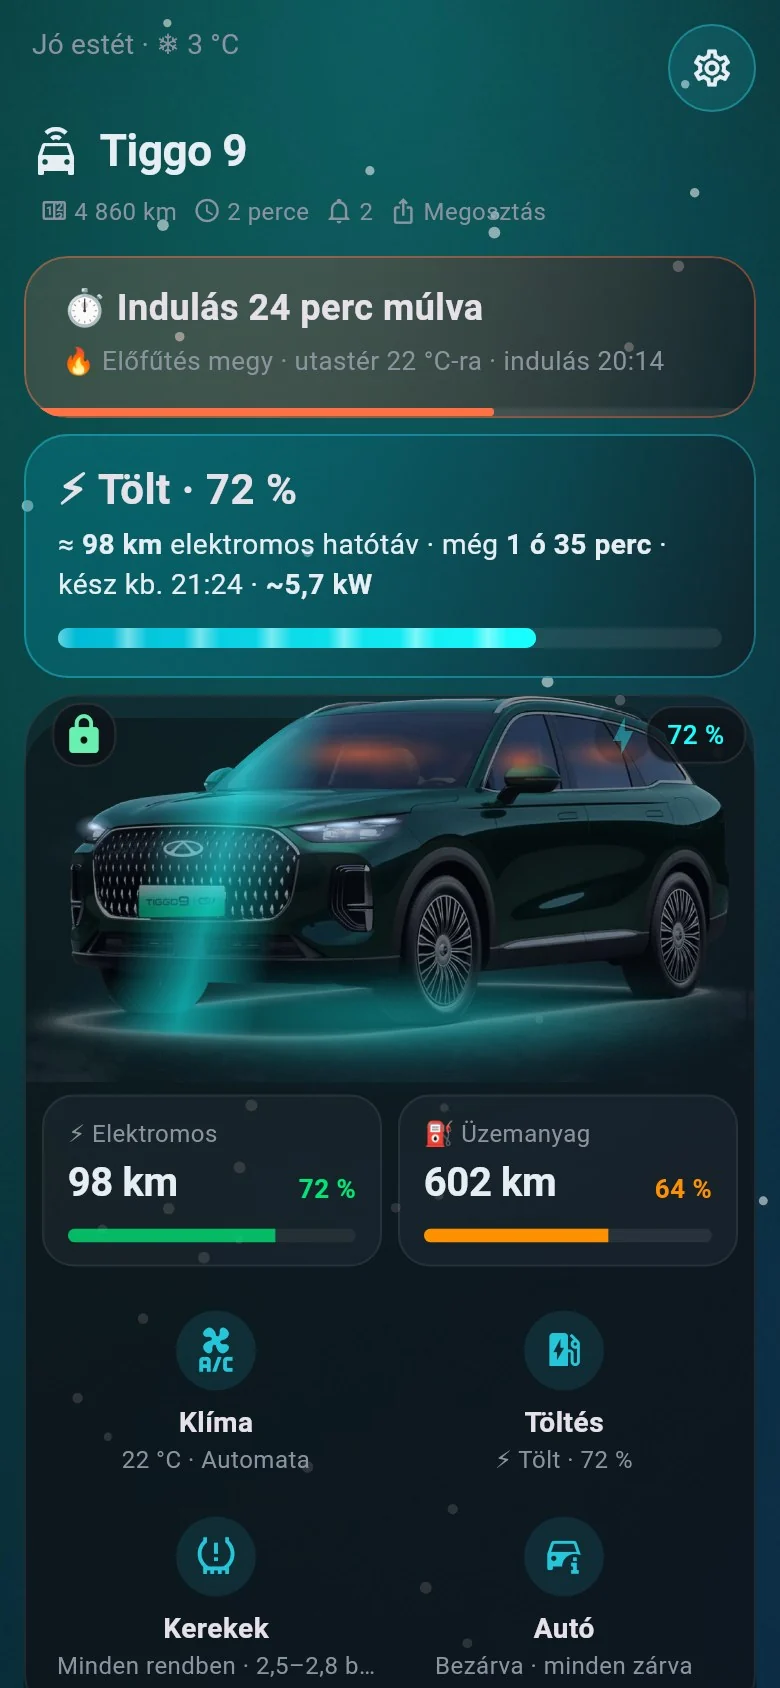 Jó estét · ❄ 3 °C
Tiggo 9
4 860 km 2 perce 2 Megosztás
⏱️ Indulás 24 perc múlva
🔥 Előfűtés megy · utastér 22 °C-ra · indulás 20:14
⚡ Tölt · 72 %
≈ 98 km elektromos hatótáv · még 1 ó 35 perc ·
kész kb. 21:24 · ~5,7 kW
72 %
TIGGO9
⚡ Elektromos
98 km 72 %
⛽ Üzemanyag
602 km 64 %
A/C
Klíma
22 °C · Automata
Töltés
⚡ Tölt · 72 %
Kerekek
Minden rendben · 2,5–2,8 b…
Autó
Bezárva · minden zárva